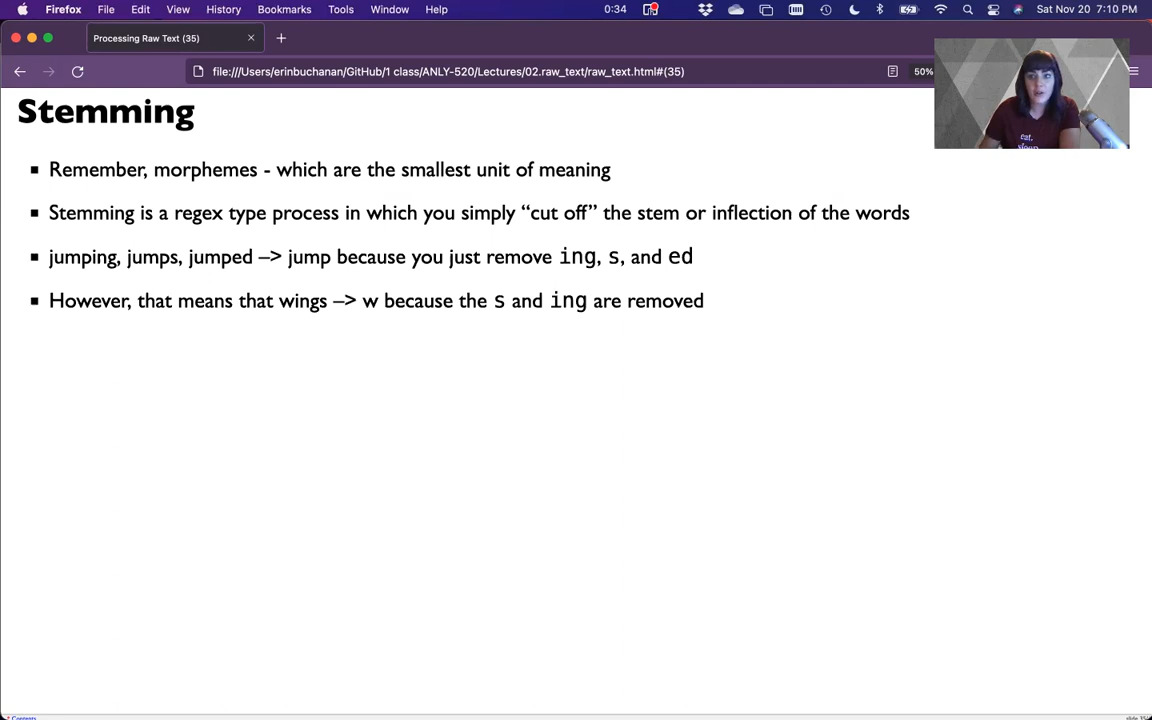 Firefox File Edit View History Bookmarks Tools Window Help 0:34 Sat Nov 20 7:10 PM
Processing Raw Text (35)
file:///Users/erinbuchanan/GitHub/1 class/ANLY-520/Lectures/02.raw_text/raw_text.html#(35) 50%
Stemming
eat.
sleep
Remember, morphemes - which are the smallest unit of meaning
Stemming is a regex type process in which you simply “cut off” the stem or inflection of the words
jumping, jumps, jumped –> jump because you just remove ing, s, and ed
However, that means that wings –> w because the s and ing are removed
Contents